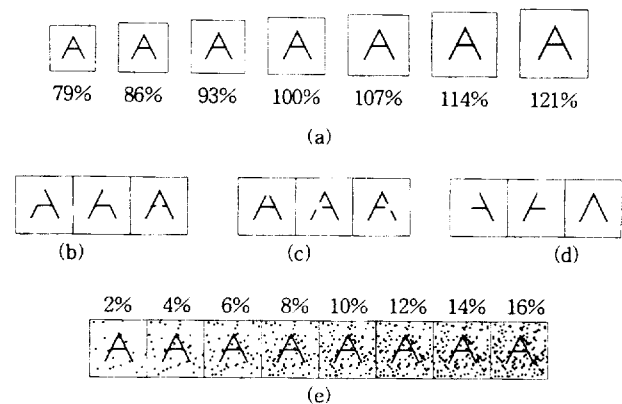 A A A A A A A
79% 86% 93% 100% 107% 114% 121%
(a)
A A A A A A A A A
(b) (c) (d)
2% 4% 6% 8% 10% 12% 14% 16%
A A A A A A A A
(e)